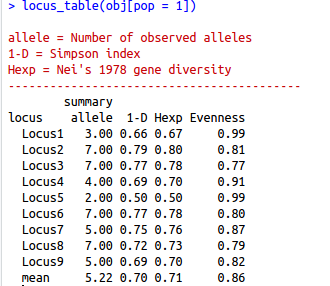 > locus_table(obj[pop = 1])
allele = Number of observed alleles
1-D = Simpson index
Hexp = Nei's 1978 gene diversity
------------------------------------------
summary
locus allele 1-D Hexp Evenness
Locus1 3.00 0.66 0.67 0.99
Locus2 7.00 0.79 0.80 0.81
Locus3 7.00 0.77 0.78 0.77
Locus4 4.00 0.69 0.70 0.91
Locus5 2.00 0.50 0.50 0.99
Locus6 7.00 0.77 0.78 0.80
Locus7 5.00 0.75 0.76 0.87
Locus8 7.00 0.72 0.73 0.79
Locus9 5.00 0.69 0.70 0.82
mean 5.22 0.70 0.71 0.86